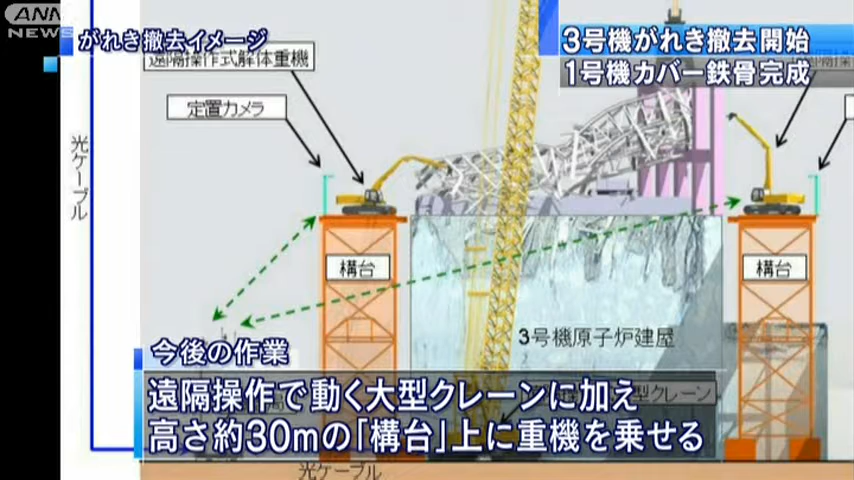 ANN
NEWS
がれき撤去イメージ
3号機がれき撤去開始
1号機カバー鉄骨完成
遠隔操作式解体重機
定置カメラ
光ケーブル
構台
構台
3号機原子炉建屋
型クレーン
今後の作業
遠隔操作で動く大型クレーンに加え
高さ約30mの「構台」上に重機を乗せる
光ケーブル